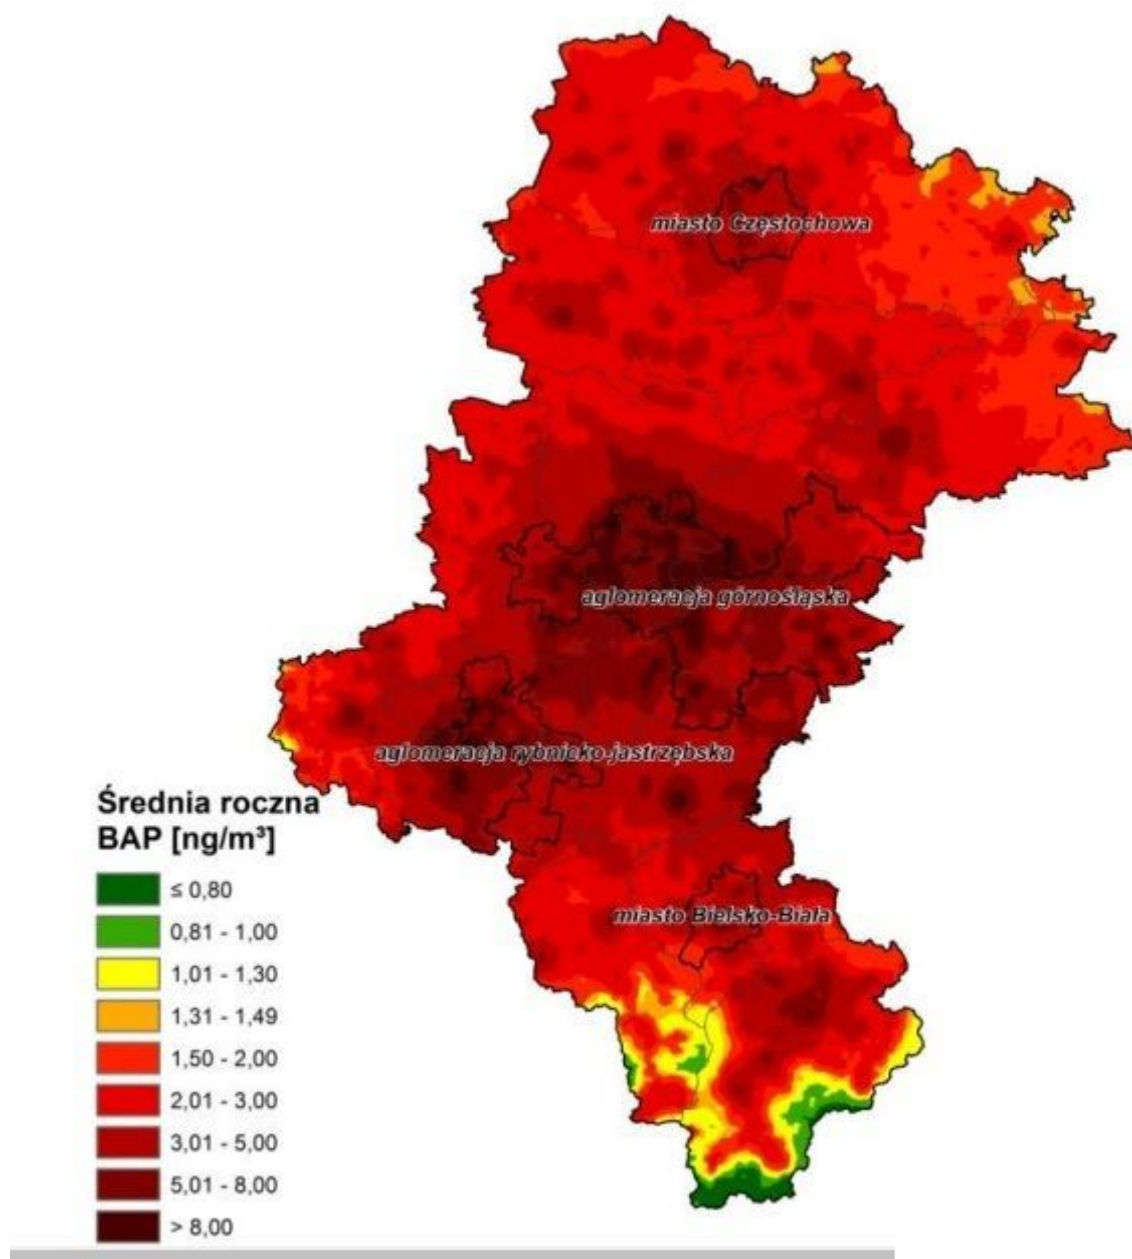 miasto Częstochowa
aglomeracja górnośląska
aglomeracja rybnicko-jastrzębska
miasto Bielsko-Biała
Średnia roczna
BAP [ng/m³]
≤ 0,80
0,81 - 1,00
1,01 - 1,30
1,31 - 1,49
1,50 - 2,00
2,01 - 3,00
3,01 - 5,00
5,01 - 8,00
> 8,00